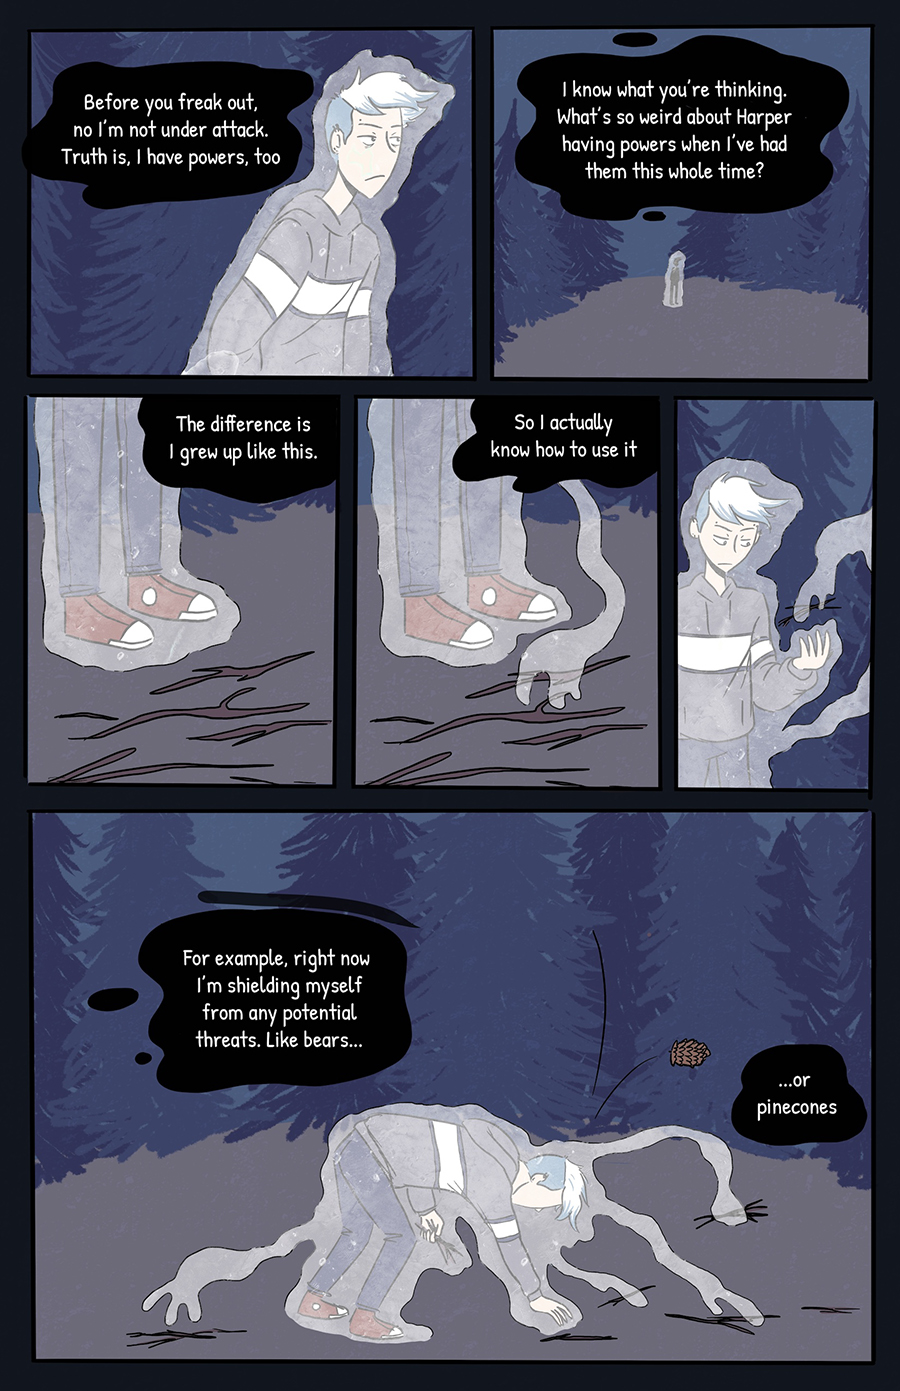 Before you freak out,
no I'm not under attack.
Truth is, I have powers, too
I know what you're thinking.
What's so weird about Harper
having powers when I've had
them this whole time?
The difference is
I grew up like this.
So I actually
know how to use it
For example, right now
I'm shielding myself
from any potential
threats. Like bears...
...or
pinecones